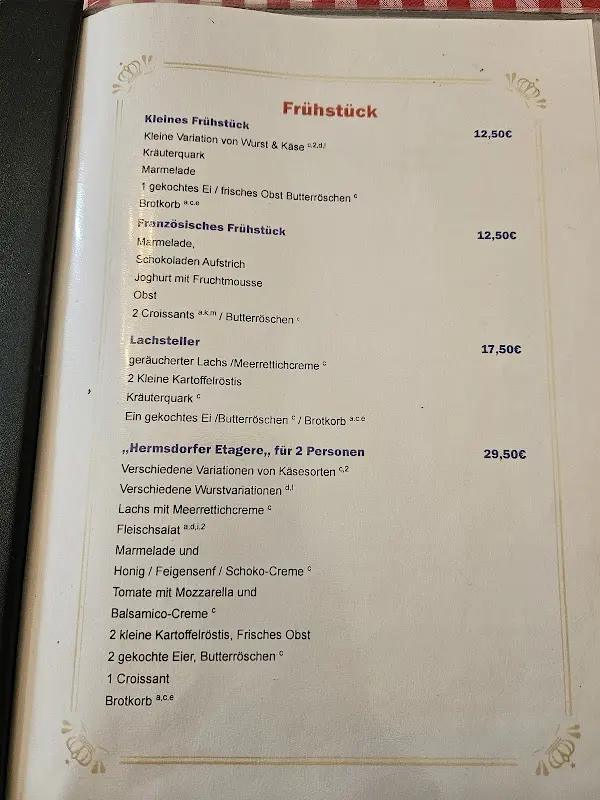 Frühstück
Kleines Frühstück 12,50€
Kleine Variation von Wurst & Käse c,2,d,i
Kräuterquark
Marmelade
1 gekochtes Ei / frisches Obst Butterröschen c
Brotkorb a,c,e
Französisches Frühstück 12,50€
Marmelade,
Schokoladen Aufstrich
Joghurt mit Fruchtmousse
Obst
2 Croissants a,k,m / Butterröschen c
Lachsteller 17,50€
geräucherter Lachs /Meerrettichcreme c
2 Kleine Kartoffelröstis
Kräuterquark c
Ein gekochtes Ei /Butterröschen c / Brotkorb a,c,e
,,Hermsdorfer Etagere,, für 2 Personen 29,50€
Verschiedene Variationen von Käsesorten c,2
Verschiedene Wurstvariationen d,i
Lachs mit Meerrettichcreme c
Fleischsalat a,d,i,2
Marmelade und
Honig / Feigensenf / Schoko-Creme c
Tomate mit Mozzarella und
Balsamico-Creme c
2 kleine Kartoffelröstis, Frisches Obst
2 gekochte Eier, Butterröschen c
1 Croissant
Brotkorb a,c,e